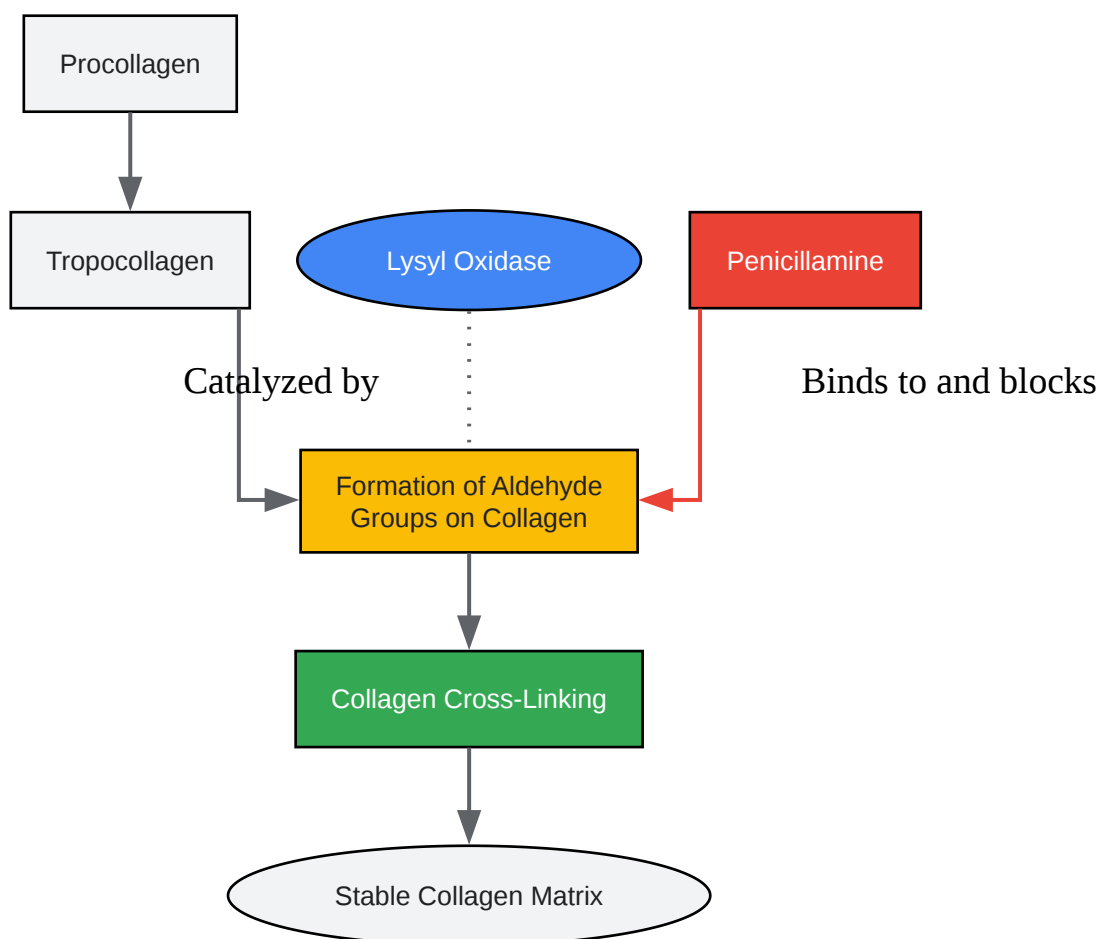 Procollagen
Tropocollagen
Lysyl Oxidase
Penicillamine
Catalyzed by
Binds to and blocks
Formation of Aldehyde
Groups on Collagen
Collagen Cross-Linking
Stable Collagen Matrix